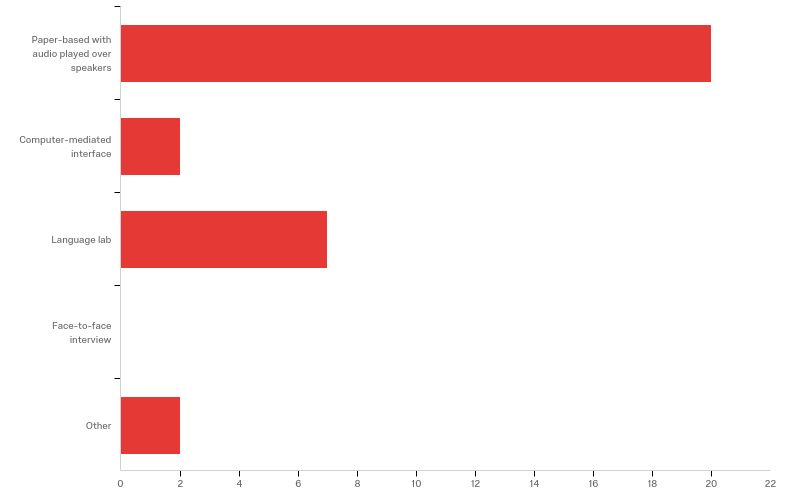 Paper-based with
audio played over
speakers
Computer-mediated
interface
Language lab
Face-to-face
interview
Other
0 2 4 6 8 10 12 14 16 18 20 22